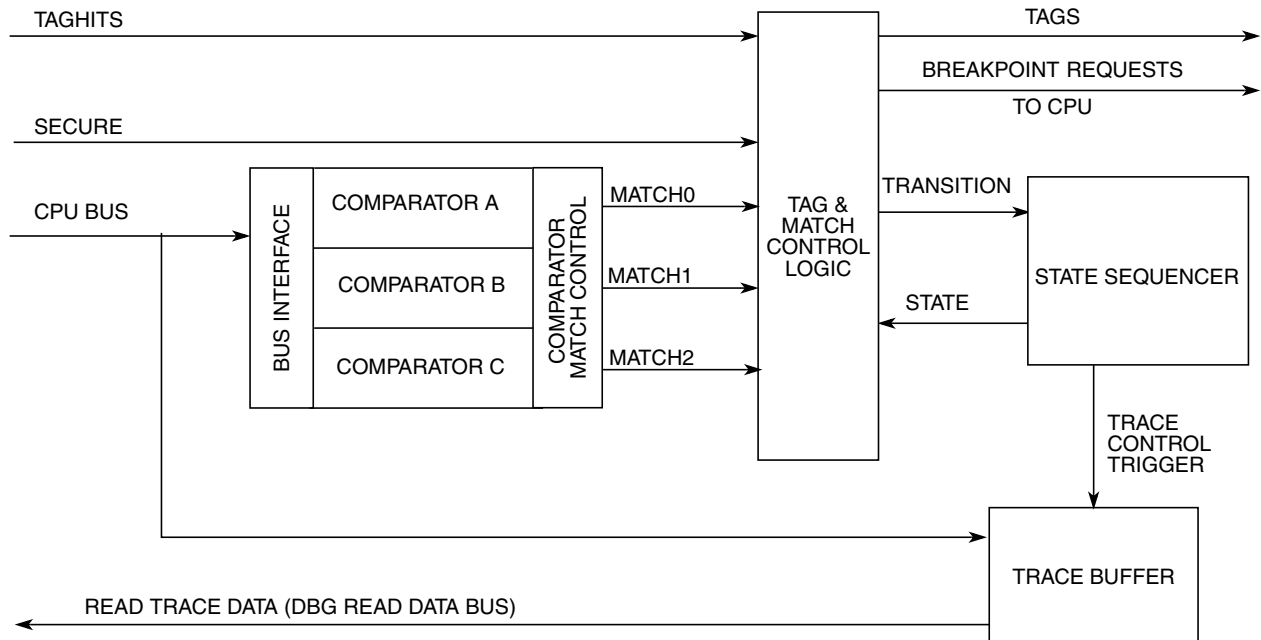 TAGHITS
TAGS
BREAKPOINT REQUESTS
TO CPU
SECURE
CPU BUS
BUS INTERFACE
COMPARATOR A
COMPARATOR B
COMPARATOR C
COMPARATOR
MATCH CONTROL
MATCH0
MATCH1
MATCH2
TAG &
MATCH
CONTROL
LOGIC
TRANSITION
STATE
STATE SEQUENCER
TRACE
CONTROL
TRIGGER
TRACE BUFFER
READ TRACE DATA (DBG READ DATA BUS)